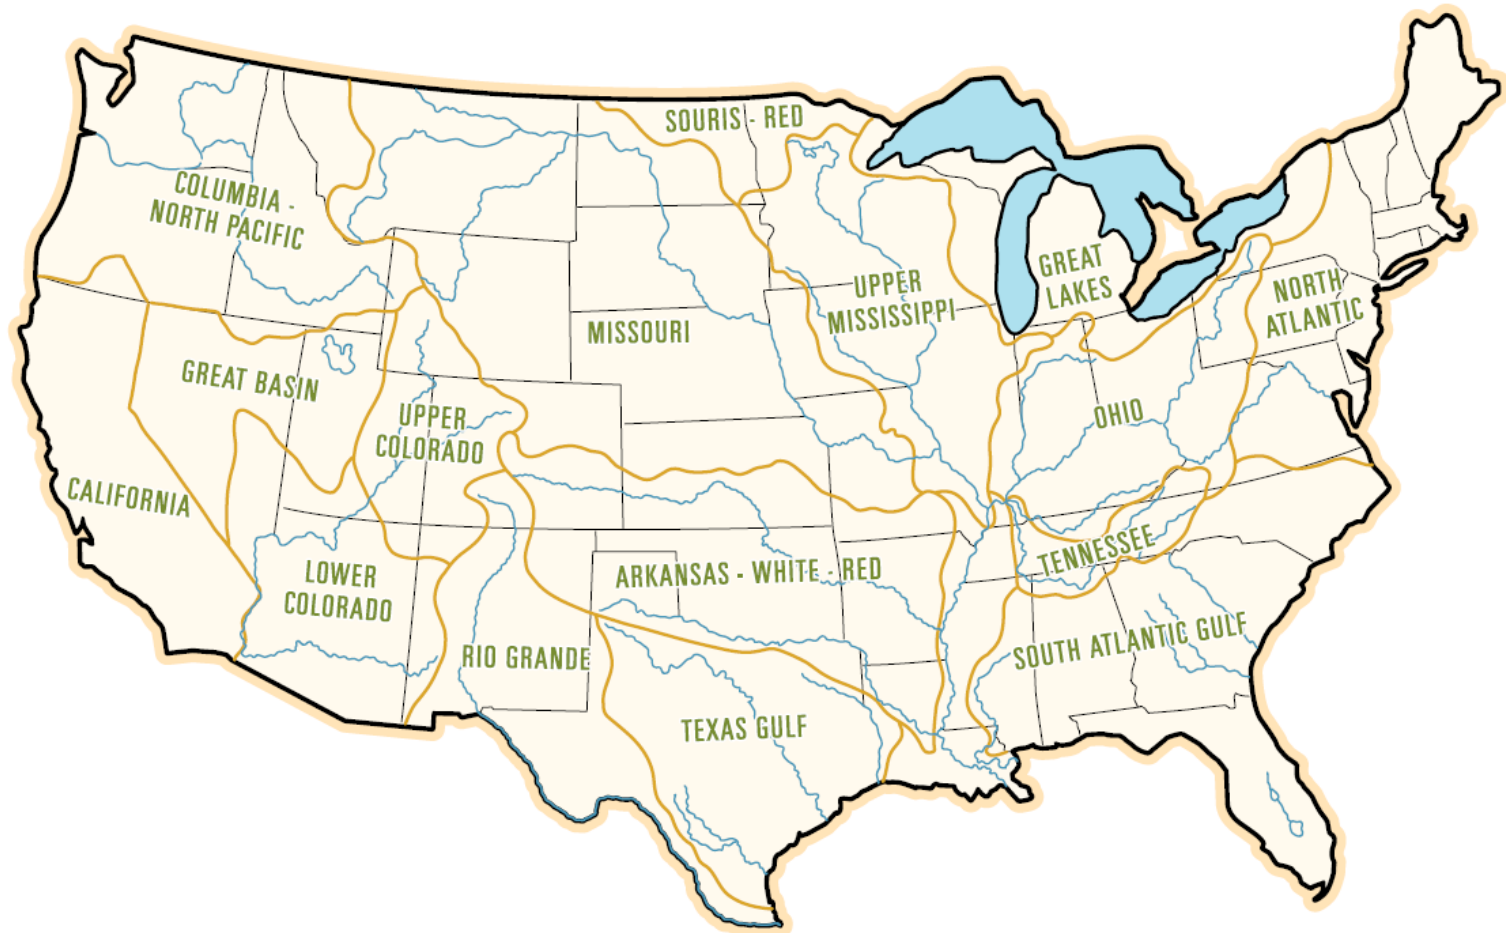 SOURIS - RED
COLUMBIA -
NORTH PACIFIC
GREAT
LAKES
UPPER
MISSISSIPPI
NORTH
ATLANTIC
MISSOURI
GREAT BASIN
UPPER
COLORADO
OHIO
CALIFORNIA
TENNESSEE
LOWER
COLORADO
ARKANSAS - WHITE - RED
SOUTH ATLANTIC GULF
RIO GRANDE
TEXAS GULF